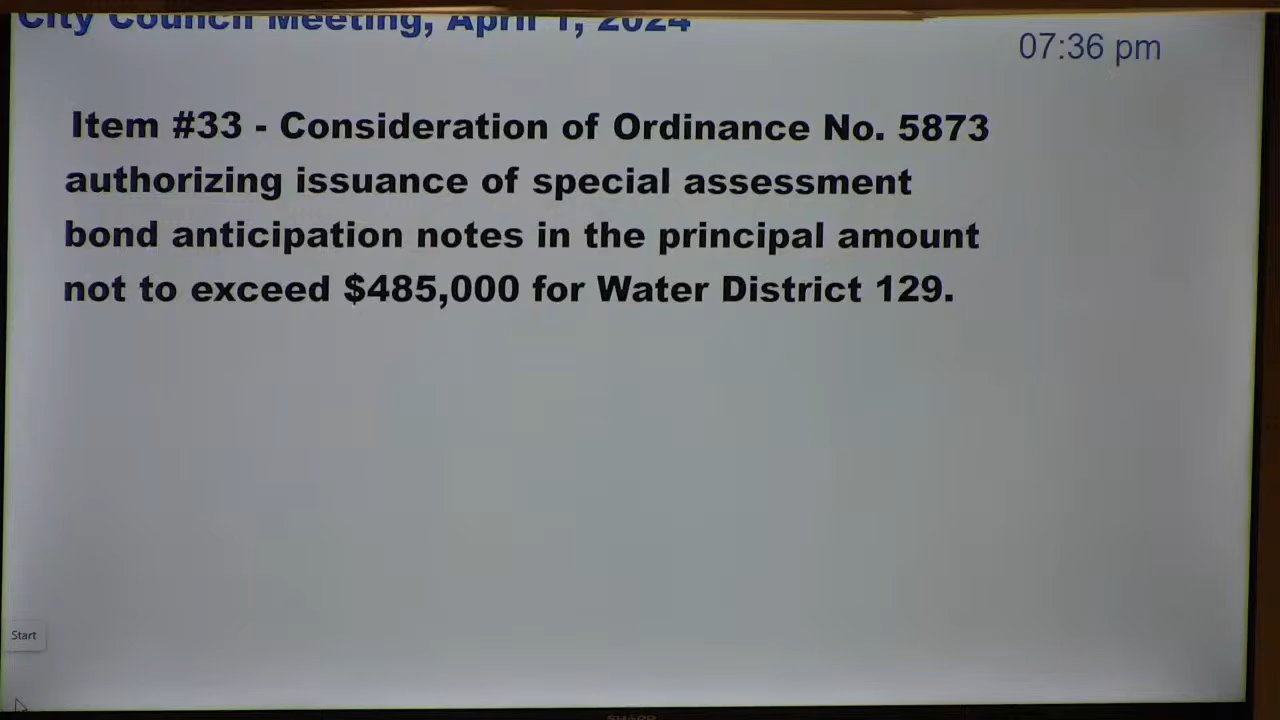 City Council Meeting, April 1, 2024
07:36 pm
Item #33 - Consideration of Ordinance No. 5873
authorizing issuance of special assessment
bond anticipation notes in the principal amount
not to exceed $485,000 for Water District 129.
Start
SHARP